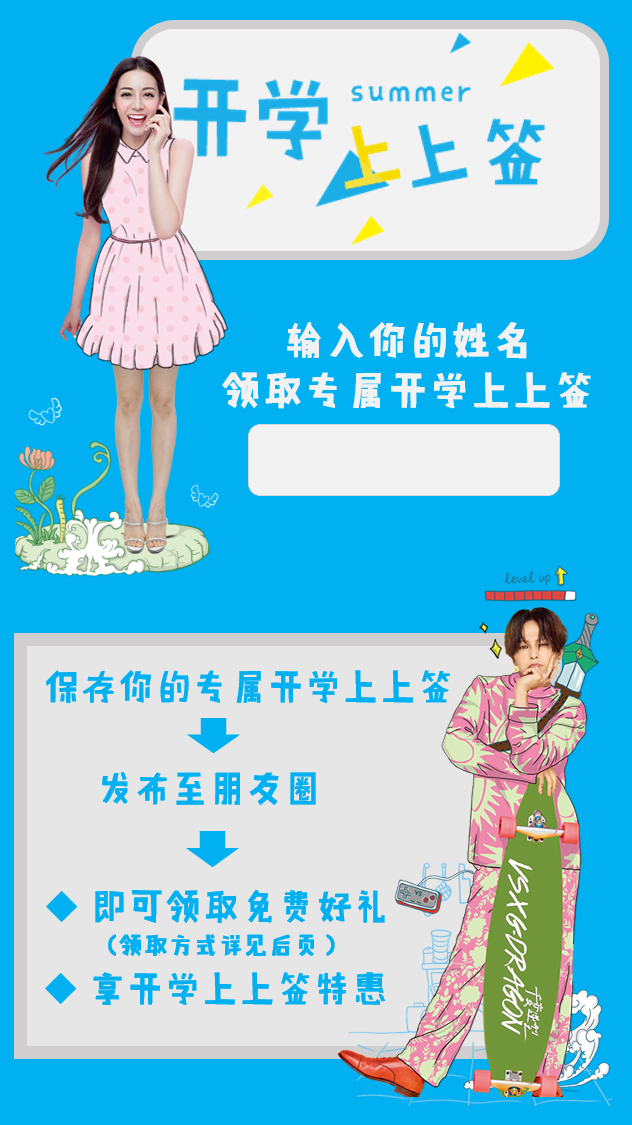 开学
summer
上上签
输入你的姓名
领取专属开学上上签
level up
保存你的专属开学上上签
发布至朋友圈
◆ 即可领取免费好礼
（领取方式详见后页）
◆ 享开学上上签特惠
VSXG-DRAGON